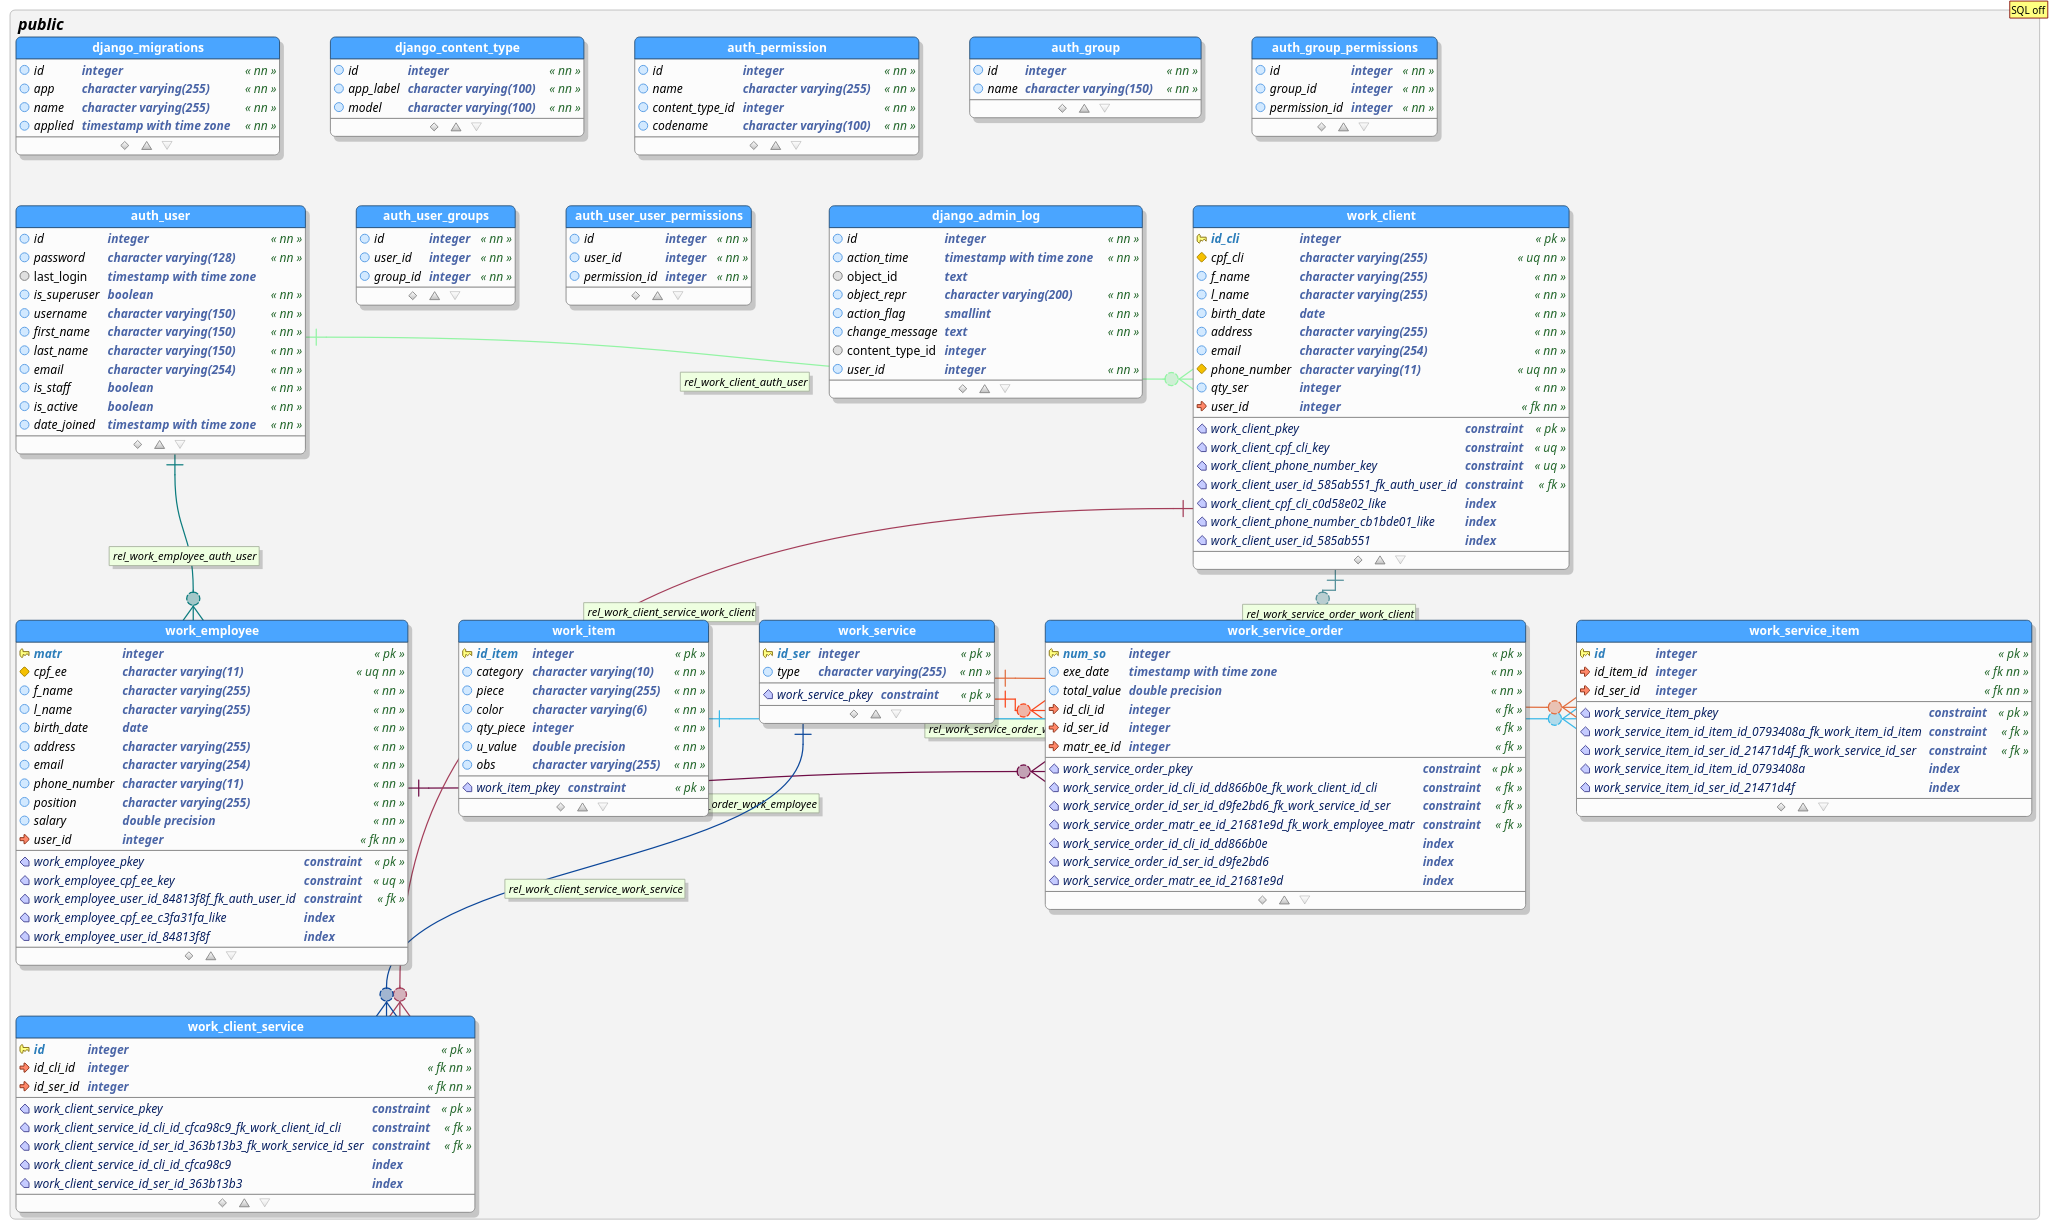 SQL off
public
django_migrations
id integer « nn »
app character varying(255) « nn »
name character varying(255) « nn »
applied timestamp with time zone « nn »
django_content_type
id integer « nn »
app_label character varying(100) « nn »
model character varying(100) « nn »
auth_permission
id integer « nn »
name character varying(255) « nn »
content_type_id integer « nn »
codename character varying(100) « nn »
auth_group
id integer « nn »
name character varying(150) « nn »
auth_group_permissions
id integer « nn »
group_id integer « nn »
permission_id integer « nn »
auth_user
id integer « nn »
password character varying(128) « nn »
last_login timestamp with time zone
is_superuser boolean « nn »
username character varying(150) « nn »
first_name character varying(150) « nn »
last_name character varying(150) « nn »
email character varying(254) « nn »
is_staff boolean « nn »
is_active boolean « nn »
date_joined timestamp with time zone « nn »
auth_user_groups
id integer « nn »
user_id integer « nn »
group_id integer « nn »
auth_user_user_permissions
id integer « nn »
user_id integer « nn »
permission_id integer « nn »
django_admin_log
id integer « nn »
action_time timestamp with time zone « nn »
object_id text
object_repr character varying(200) « nn »
action_flag smallint « nn »
change_message text « nn »
content_type_id integer
user_id integer « nn »
work_client
id_cli integer « pk »
cpf_cli character varying(255) « uq nn »
f_name character varying(255) « nn »
l_name character varying(255) « nn »
birth_date date « nn »
address character varying(255) « nn »
email character varying(254) « nn »
phone_number character varying(11) « uq nn »
qty_ser integer « nn »
user_id integer « fk nn »
work_client_pkey constraint « pk »
work_client_cpf_cli_key constraint « uq »
work_client_phone_number_key constraint « uq »
work_client_user_id_585ab551_fk_auth_user_id constraint « fk »
work_client_cpf_cli_c0d58e02_like index
work_client_phone_number_cb1bde01_like index
work_client_user_id_585ab551 index
rel_work_client_auth_user
rel_work_employee_auth_user
rel_work_client_service_work_client
rel_work_service_order_work_client
work_employee
matr integer « pk »
cpf_ee character varying(11) « uq nn »
f_name character varying(255) « nn »
l_name character varying(255) « nn »
birth_date date « nn »
address character varying(255) « nn »
email character varying(254) « nn »
phone_number character varying(11) « nn »
position character varying(255) « nn »
salary double precision « nn »
user_id integer « fk nn »
work_employee_pkey constraint « pk »
work_employee_cpf_ee_key constraint « uq »
work_employee_user_id_84813f8f_fk_auth_user_id constraint « fk »
work_employee_cpf_ee_c3fa31fa_like index
work_employee_user_id_84813f8f index
work_item
id_item integer « pk »
category character varying(10) « nn »
piece character varying(255) « nn »
color character varying(6) « nn »
qty_piece integer « nn »
u_value double precision « nn »
obs character varying(255) « nn »
work_item_pkey constraint « pk »
work_service
id_ser integer « pk »
type character varying(255) « nn »
work_service_pkey constraint « pk »
rel_work_service_order_w
_order_work_employee
rel_work_client_service_work_service
work_service_order
num_so integer « pk »
exe_date timestamp with time zone « nn »
total_value double precision « nn »
id_cli_id integer « fk »
id_ser_id integer « fk »
matr_ee_id integer « fk »
work_service_order_pkey constraint « pk »
work_service_order_id_cli_id_dd866b0e_fk_work_client_id_cli constraint « fk »
work_service_order_id_ser_id_d9fe2bd6_fk_work_service_id_ser constraint « fk »
work_service_order_matr_ee_id_21681e9d_fk_work_employee_matr constraint « fk »
work_service_order_id_cli_id_dd866b0e index
work_service_order_id_ser_id_d9fe2bd6 index
work_service_order_matr_ee_id_21681e9d index
work_service_item
id integer « pk »
id_item_id integer « fk nn »
id_ser_id integer « fk nn »
work_service_item_pkey constraint « pk »
work_service_item_id_item_id_0793408a_fk_work_item_id_item constraint « fk »
work_service_item_id_ser_id_21471d4f_fk_work_service_id_ser constraint « fk »
work_service_item_id_item_id_0793408a index
work_service_item_id_ser_id_21471d4f index
work_client_service
id integer « pk »
id_cli_id integer « fk nn »
id_ser_id integer « fk nn »
work_client_service_pkey constraint « pk »
work_client_service_id_cli_id_cfca98c9_fk_work_client_id_cli constraint « fk »
work_client_service_id_ser_id_363b13b3_fk_work_service_id_ser constraint « fk »
work_client_service_id_cli_id_cfca98c9 index
work_client_service_id_ser_id_363b13b3 index